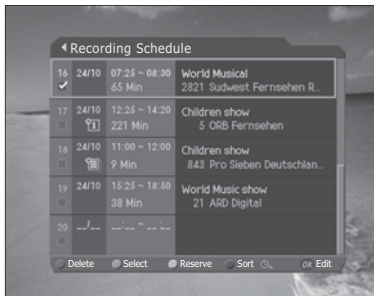 Recording Schedule
16 24/10 07:25 ~ 08:30 World Musical
65 Min 2821 Sudwest Fernsehen R..
17 24/10 12:25 ~ 14:20 Children show
1 221 Min 5 ORB Fernsehen
18 24/10 11:00 ~ 12:00 Children show
9 Min 843 Pro Sieben Deutschlan..
19 24/10 15:25 ~ 18:50 World Music show
38 Min 21 ARD Digital
20 --/-- --:-- ~ --:--
Delete Select Reserve Sort OK Edit